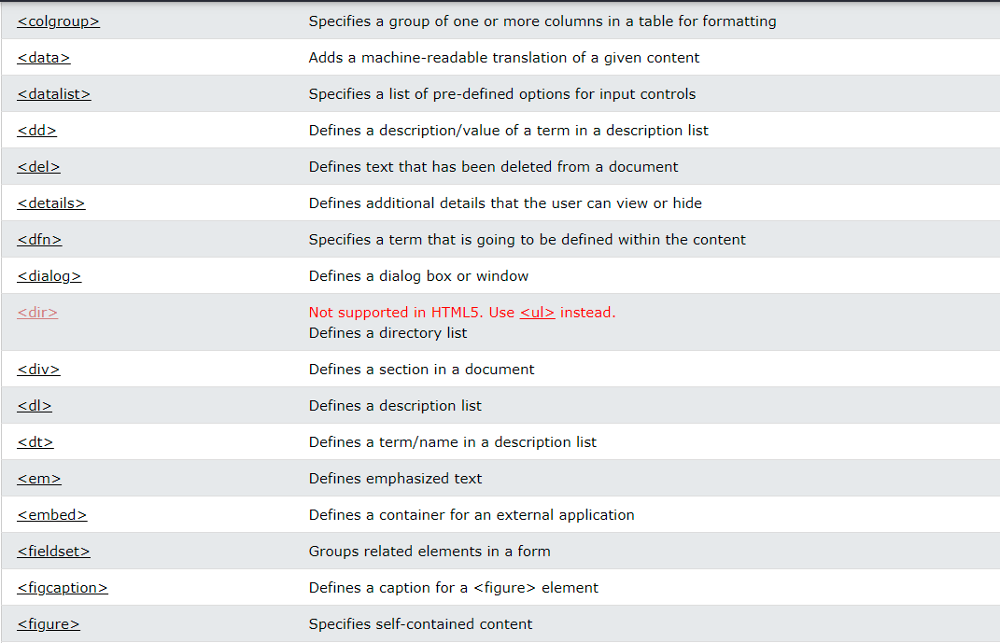 <colgroup> Specifies a group of one or more columns in a table for formatting
<data> Adds a machine-readable translation of a given content
<datalist> Specifies a list of pre-defined options for input controls
<dd> Defines a description/value of a term in a description list
<del> Defines text that has been deleted from a document
<details> Defines additional details that the user can view or hide
<dfn> Specifies a term that is going to be defined within the content
<dialog> Defines a dialog box or window
<dir> Not supported in HTML5. Use <ul> instead.
Defines a directory list
<div> Defines a section in a document
<dl> Defines a description list
<dt> Defines a term/name in a description list
<em> Defines emphasized text
<embed> Defines a container for an external application
<fieldset> Groups related elements in a form
<figcaption> Defines a caption for a <figure> element
<figure> Specifies self-contained content